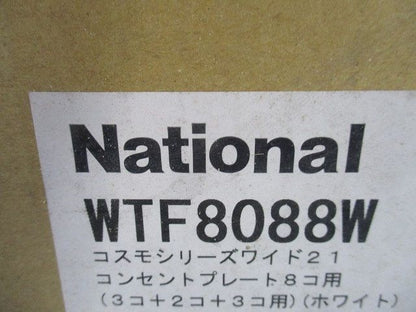 National
WTF8088W
コスモシリーズワイド21
コンセントプレート8コ用
(3コ+2コ+3コ用)(ホワイト)